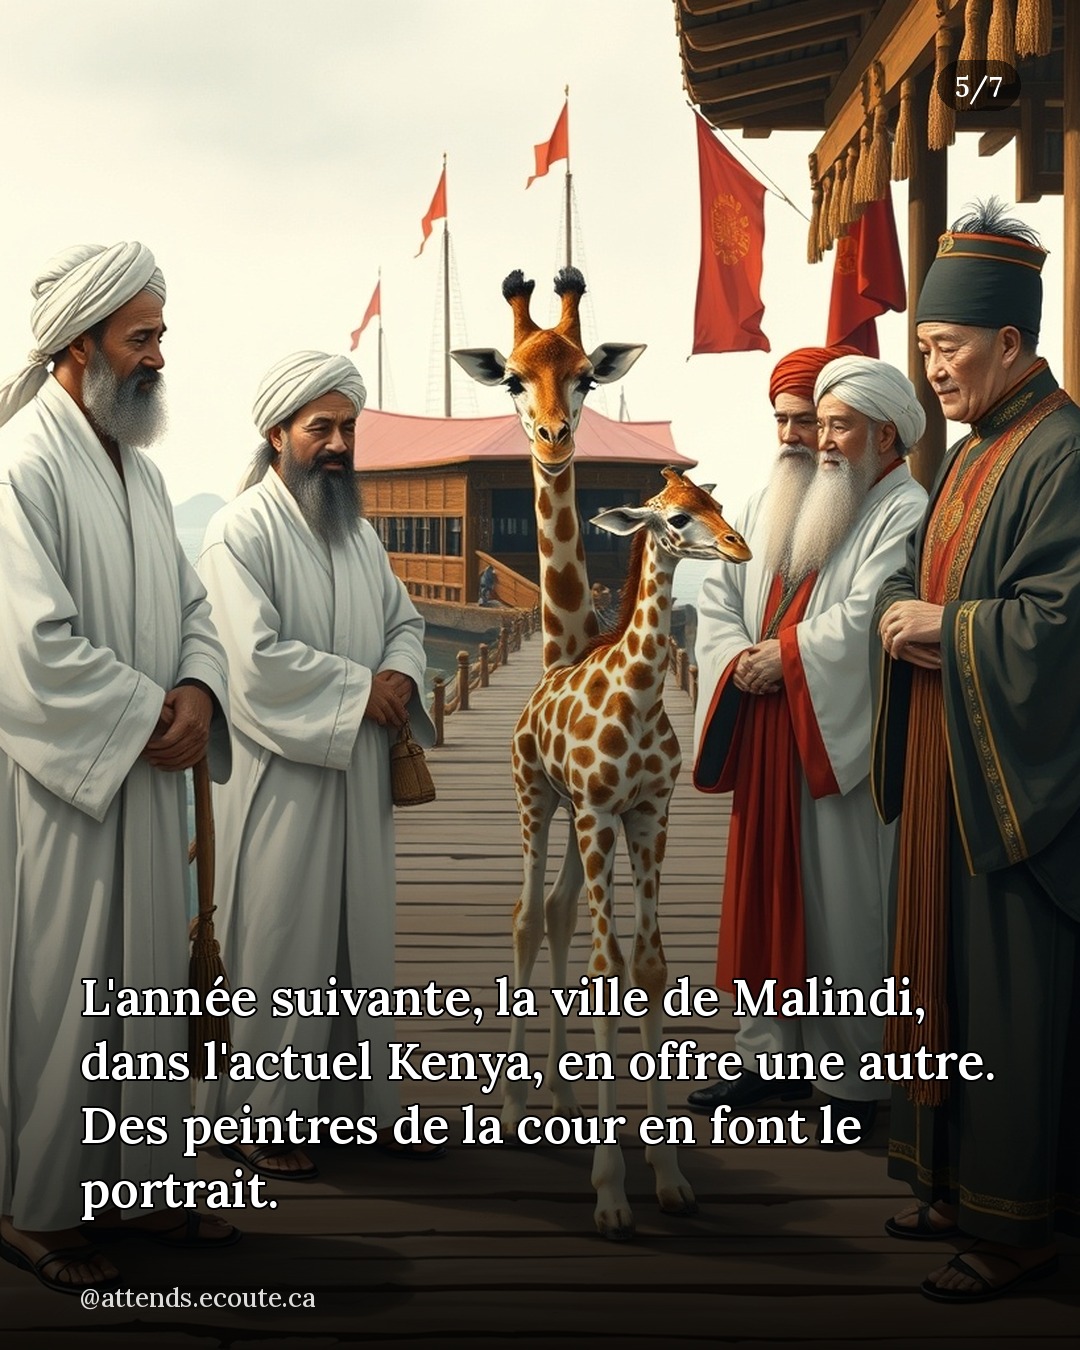 5/7
L'année suivante, la ville de Malindi,
dans l'actuel Kenya, en offre une autre.
Des peintres de la cour en font le
portrait.
@attends.ecoute.ca